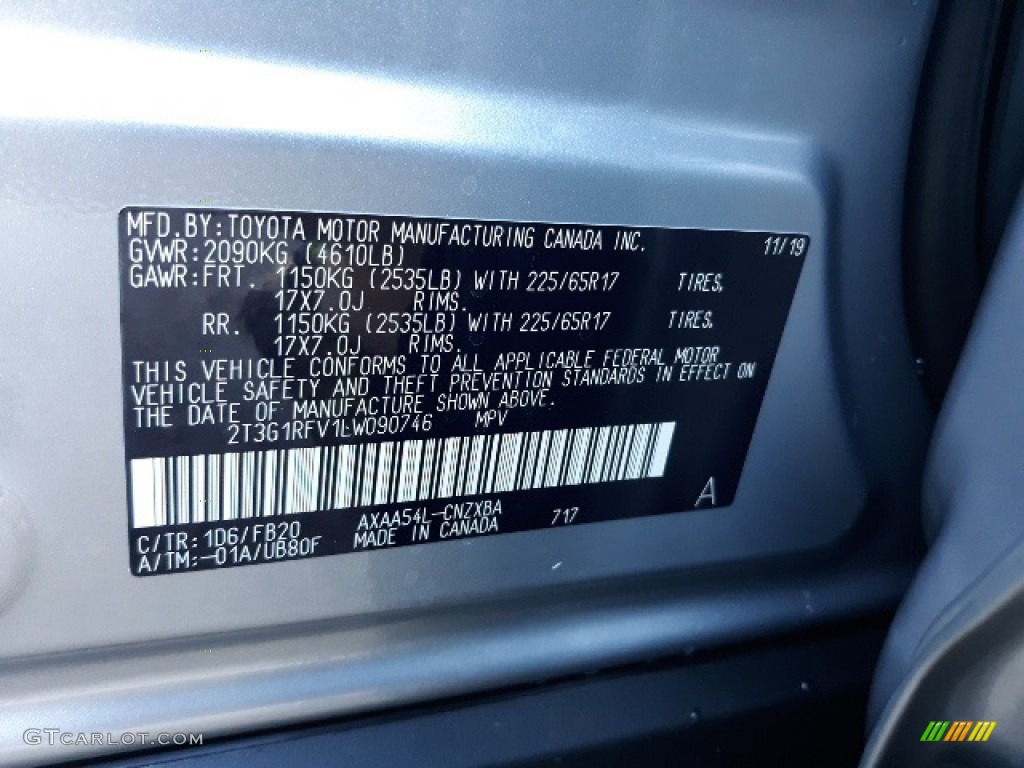 MFD.BY:TOYOTA MOTOR MANUFACTURING CANADA INC. 11/19
GVWR:2090KG (4610LB)
GAWR:FRT. 1150KG (2535LB) WITH 225/65R17 TIRES,
17X7.0J RIMS.
RR. 1150KG (2535LB) WITH 225/65R17 TIRES,
17X7.0J RIMS.
THIS VEHICLE CONFORMS TO ALL APPLICABLE FEDERAL MOTOR
VEHICLE SAFETY AND THEFT PREVENTION STANDARDS IN EFFECT ON
THE DATE OF MANUFACTURE SHOWN ABOVE.
2T3G1RFV1LW090746 MPV
A
C/TR:1D6/FB20 AXAA54L-CNZXBA 717
A/TM:-01A/UB80F MADE IN CANADA
GTCARLOT.COM